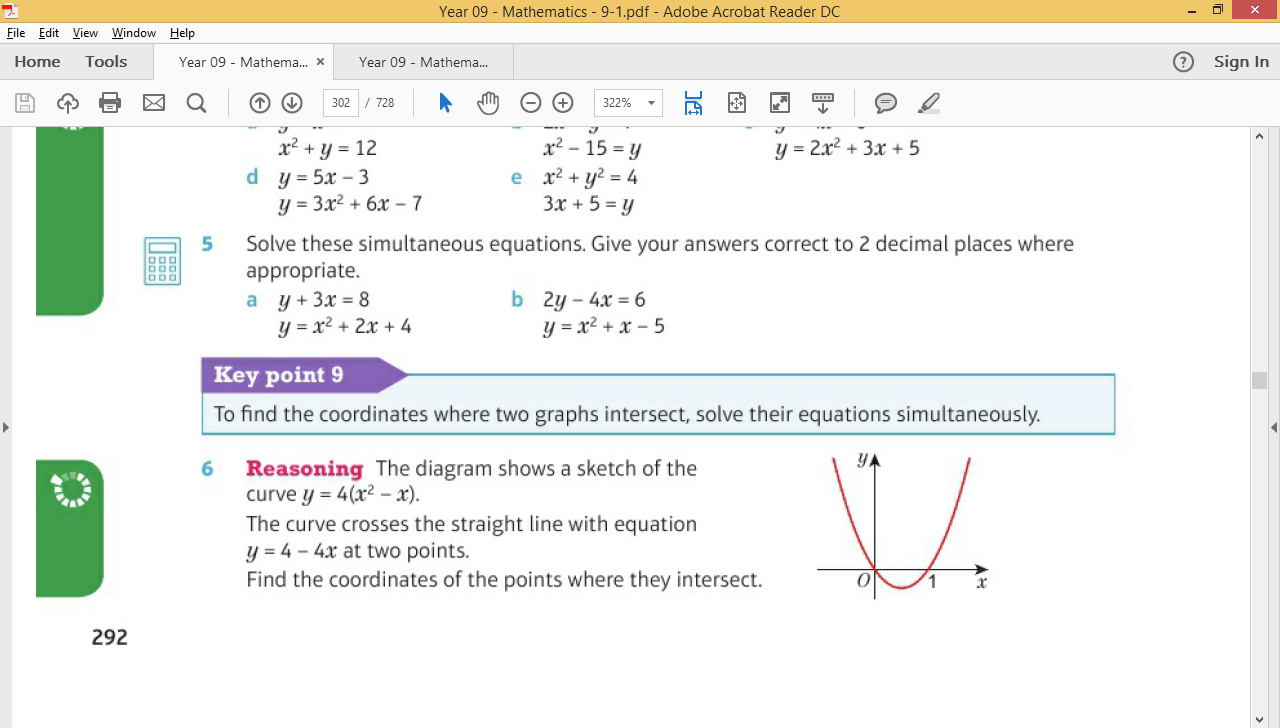 Year 09 - Mathematics - 9-1.pdf - Adobe Acrobat Reader DC
File Edit View Window Help
Home Tools Year 09 - Mathema... × Year 09 - Mathema... ? Sign In
302 / 728 322%
x² + y = 12 x² − 15 = y y = 2x² + 3x + 5
d y = 5x − 3 e x² + y² = 4
y = 3x² + 6x − 7 3x + 5 = y
5 Solve these simultaneous equations. Give your answers correct to 2 decimal places where
appropriate.
a y + 3x = 8 b 2y − 4x = 6
y = x² + 2x + 4 y = x² + x − 5
Key point 9
To find the coordinates where two graphs intersect, solve their equations simultaneously.
6 Reasoning The diagram shows a sketch of the
curve y = 4(x² − x).
The curve crosses the straight line with equation
y = 4 − 4x at two points.
Find the coordinates of the points where they intersect.
y
O 1 x
292